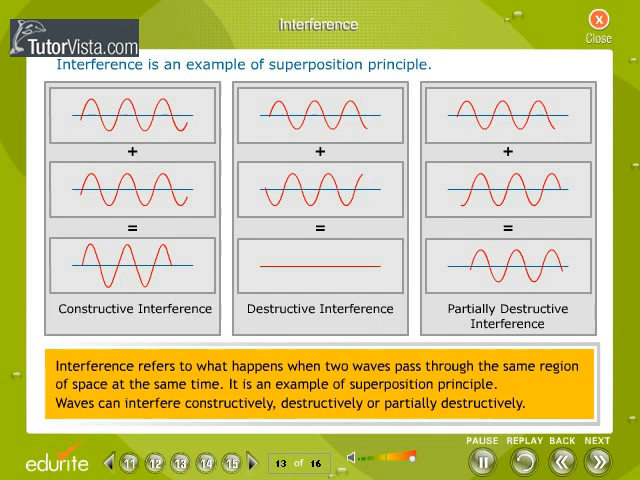 Interference
Close
TutorVista.com
Interference is an example of superposition principle.
+
+
+
=
=
=
Constructive Interference
Destructive Interference
Partially Destructive
Interference
Interference refers to what happens when two waves pass through the same region
of space at the same time. It is an example of superposition principle.
Waves can interfere constructively, destructively or partially destructively.
PAUSE REPLAY BACK NEXT
edurite
11 12 13 14 15
13 of 16